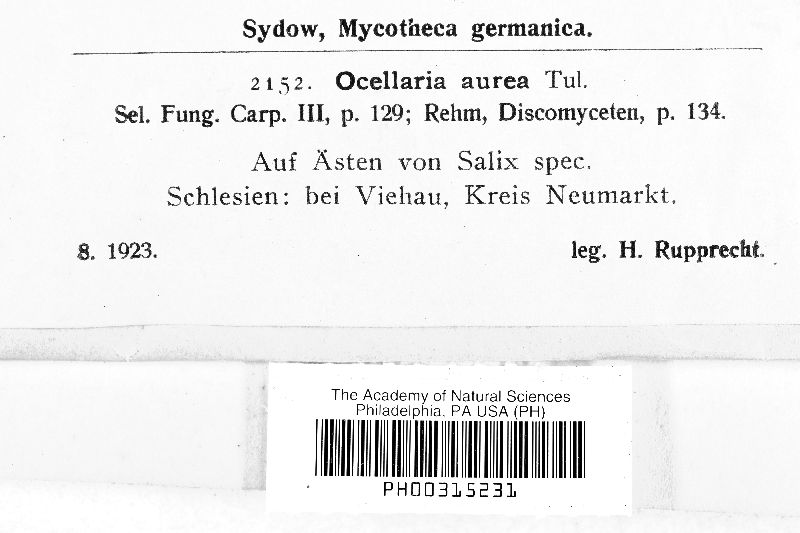 Sydow, Mycotheca germanica.
2152. Ocellaria aurea Tul.
Sel. Fung. Carp. III, p. 129; Rehm, Discomyceten, p. 134.
Auf Ästen von Salix spec.
Schlesien: bei Viehau, Kreis Neumarkt.
8. 1923. leg. H. Rupprecht.
The Academy of Natural Sciences
Philadelphia, PA USA (PH)
PH00315231